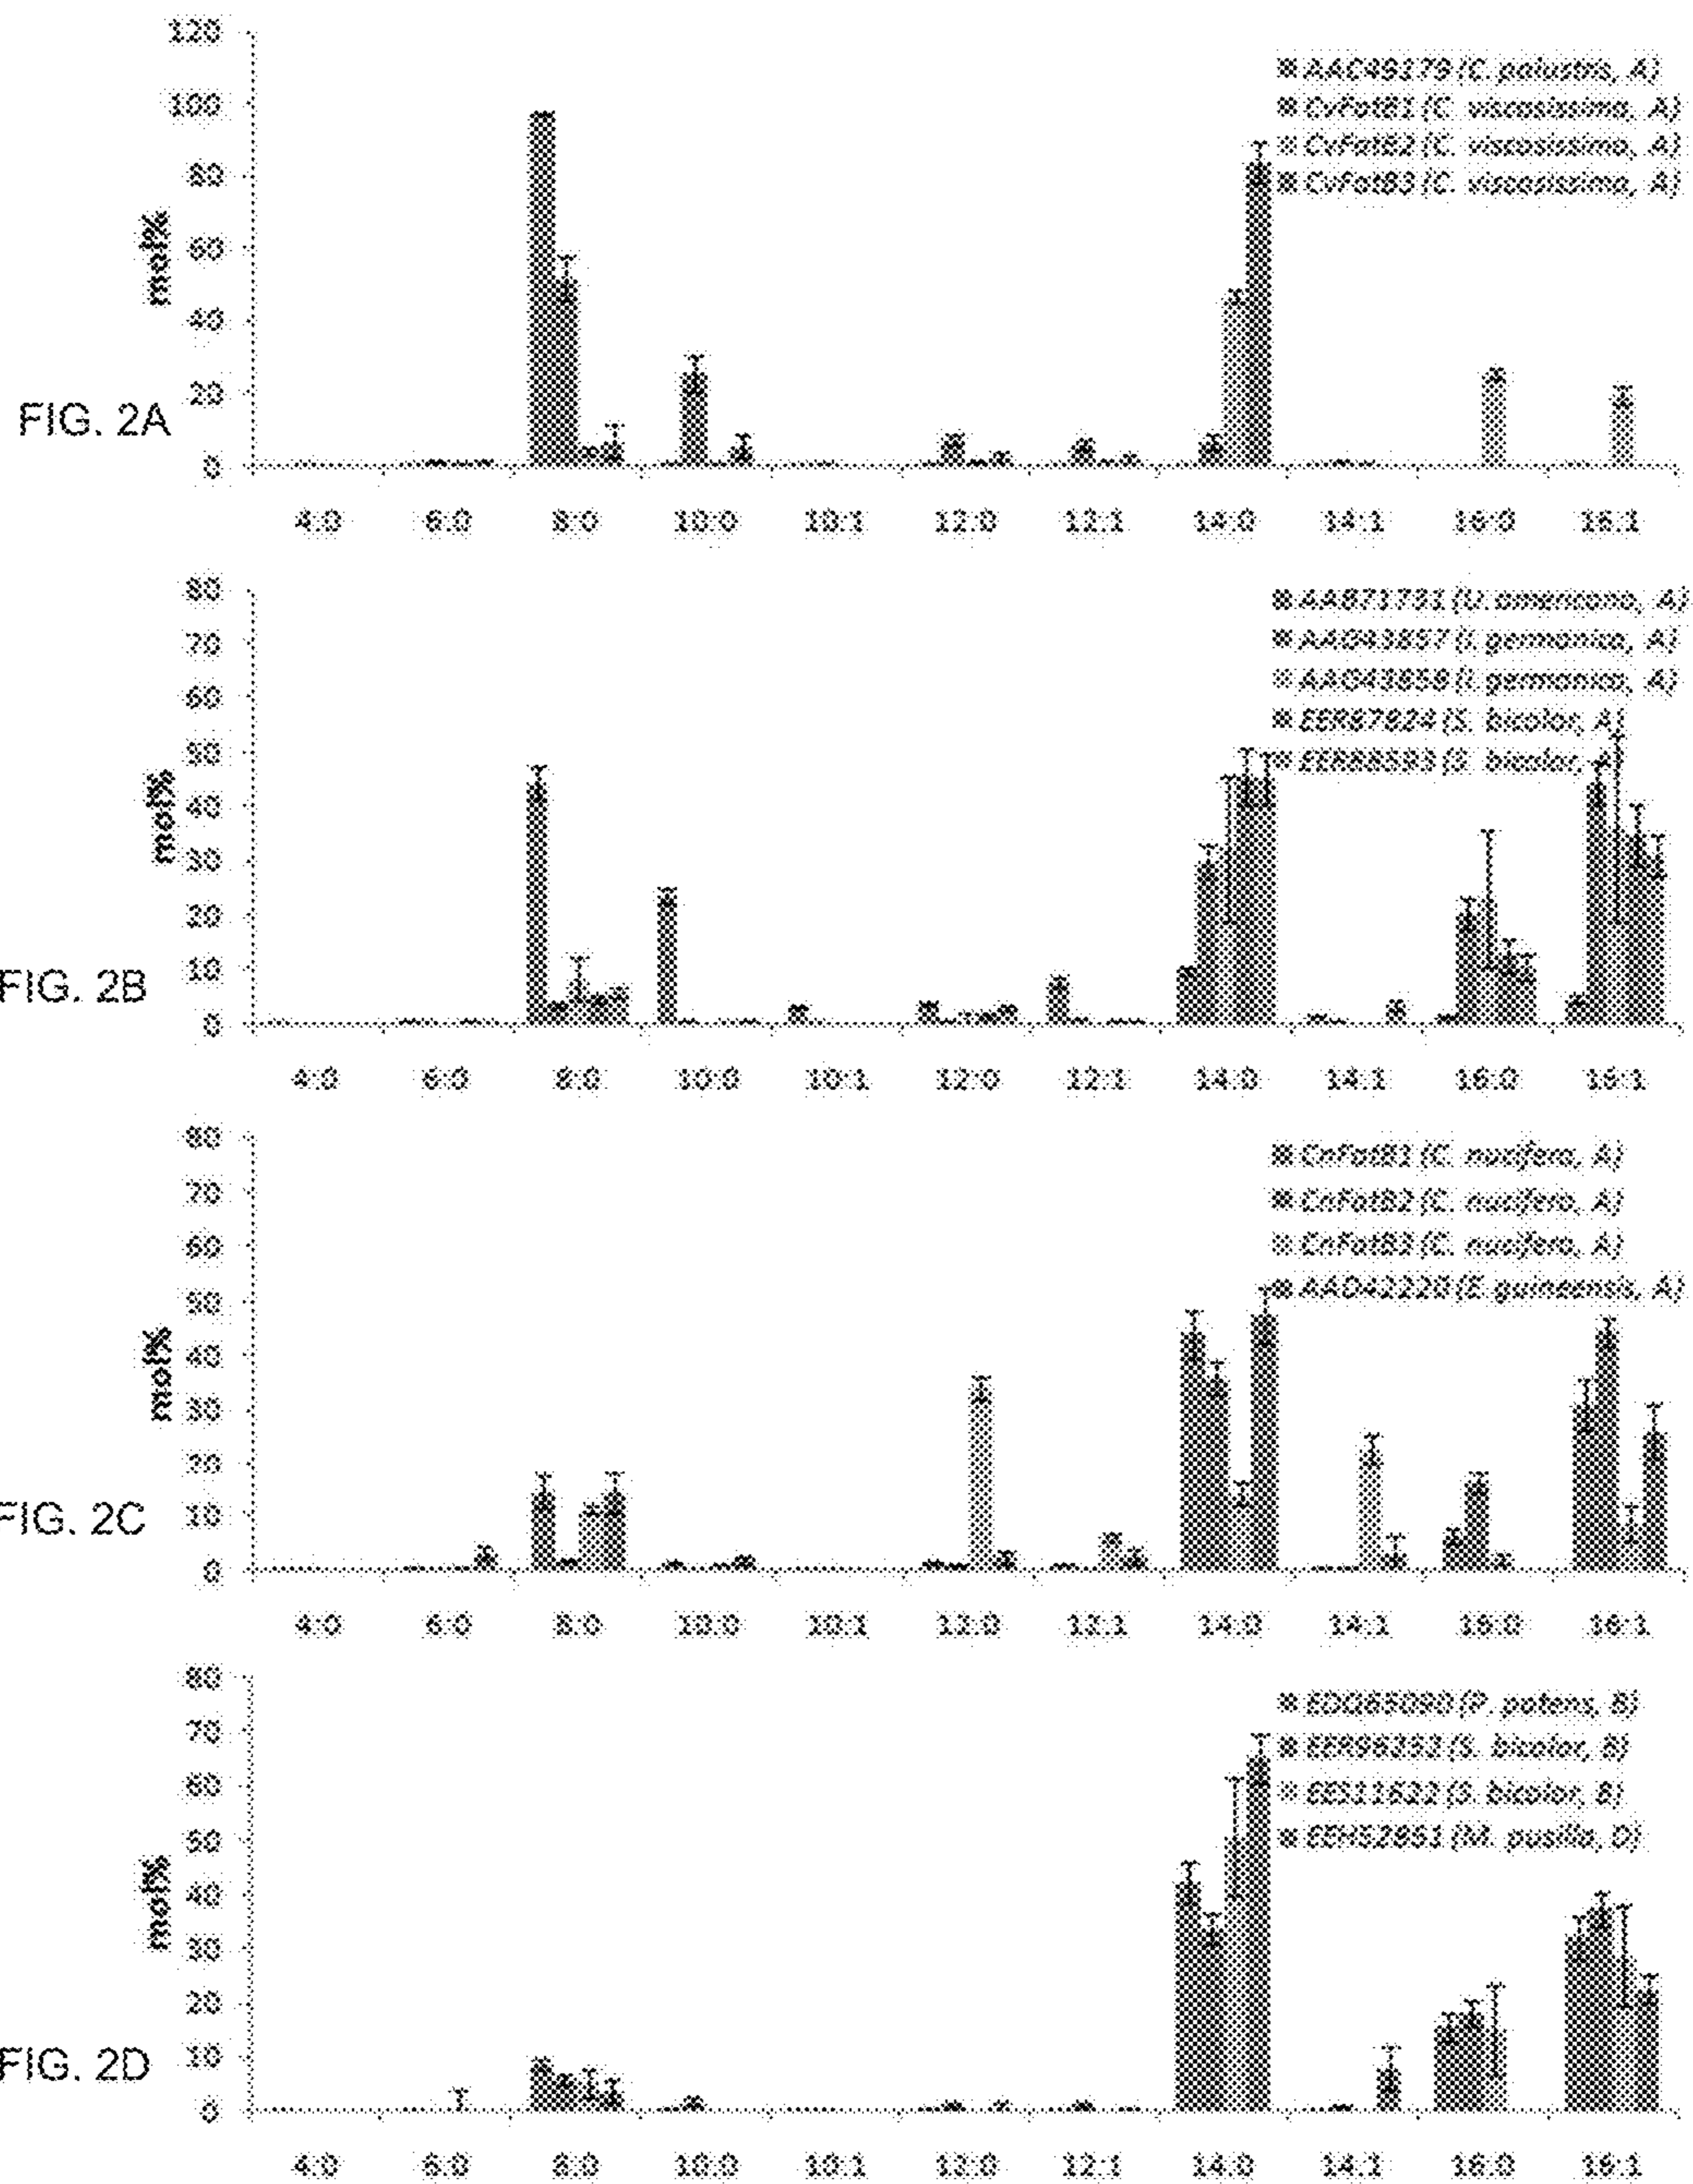 120
AAC49179 (C. palustris, A)
100
CvFatB1 (C. viscosissima, A)
CvFatB2 (C. viscosissima, A)
80
CvFatB3 (C. viscosissima, A)
mol%
60
40
20
FIG. 2A
0
4:0 6:0 8:0 10:0 10:1 12:0 12:1 14:0 14:1 16:0 16:1
80
AAB71731 (U. americana, A)
70
AAG43857 (I. germanica, A)
AAG43858 (I. germanica, A)
60
EER87824 (S. bicolor, A)
50
EER88593 (S. bicolor, A)
mol%
40
30
20
10
FIG. 2B
0
4:0 6:0 8:0 10:0 10:1 12:0 12:1 14:0 14:1 16:0 16:1
80
CnFatB1 (C. nucifera, A)
70
CnFatB2 (C. nucifera, A)
60
CnFatB3 (C. nucifera, A)
50
AAD42220 (E. guineensis, A)
mol%
40
30
20
10
FIG. 2C
0
4:0 6:0 8:0 10:0 10:1 12:0 12:1 14:0 14:1 16:0 16:1
80
EDQ65090 (P. patens, B)
70
EER96252 (S. bicolor, B)
60
EES11622 (S. bicolor, B)
50
EEH52851 (M. pusilla, D)
mol%
40
30
20
10
FIG. 2D
0
4:0 6:0 8:0 10:0 10:1 12:0 12:1 14:0 14:1 16:0 16:1